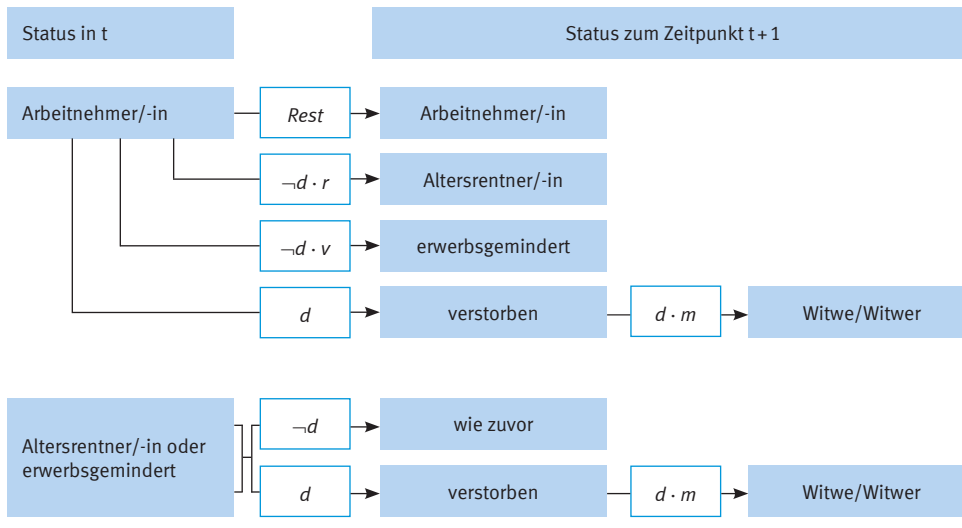 Status in t
Status zum Zeitpunkt t + 1
Arbeitnehmer/-in
Rest
Arbeitnehmer/-in
¬d · r
Altersrentner/-in
¬d · v
erwerbsgemindert
d
verstorben
d · m
Witwe/Witwer
Altersrentner/-in oder
erwerbsgemindert
¬d
wie zuvor
d
verstorben
d · m
Witwe/Witwer